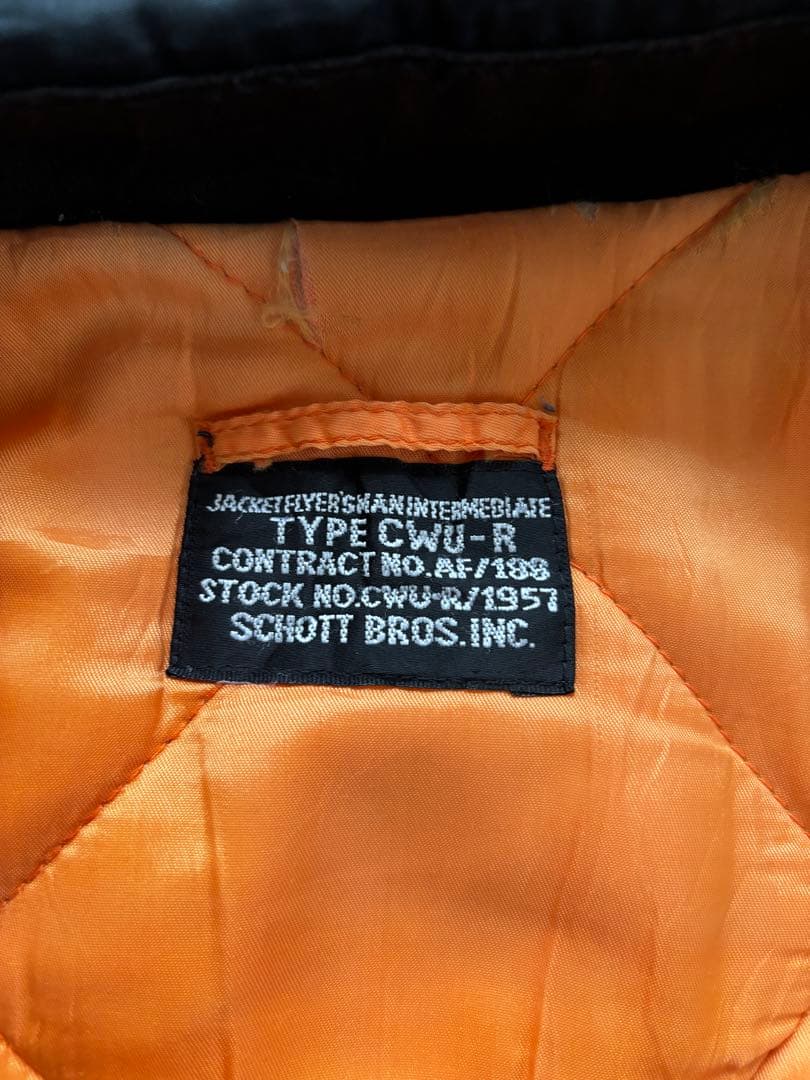 JACKET FLYER'S MAN INTERMEDIATE
TYPE CWU-R
CONTRACT NO. AF/188
STOCK NO. CWU-R/1957
SCHOTT BROS. INC.